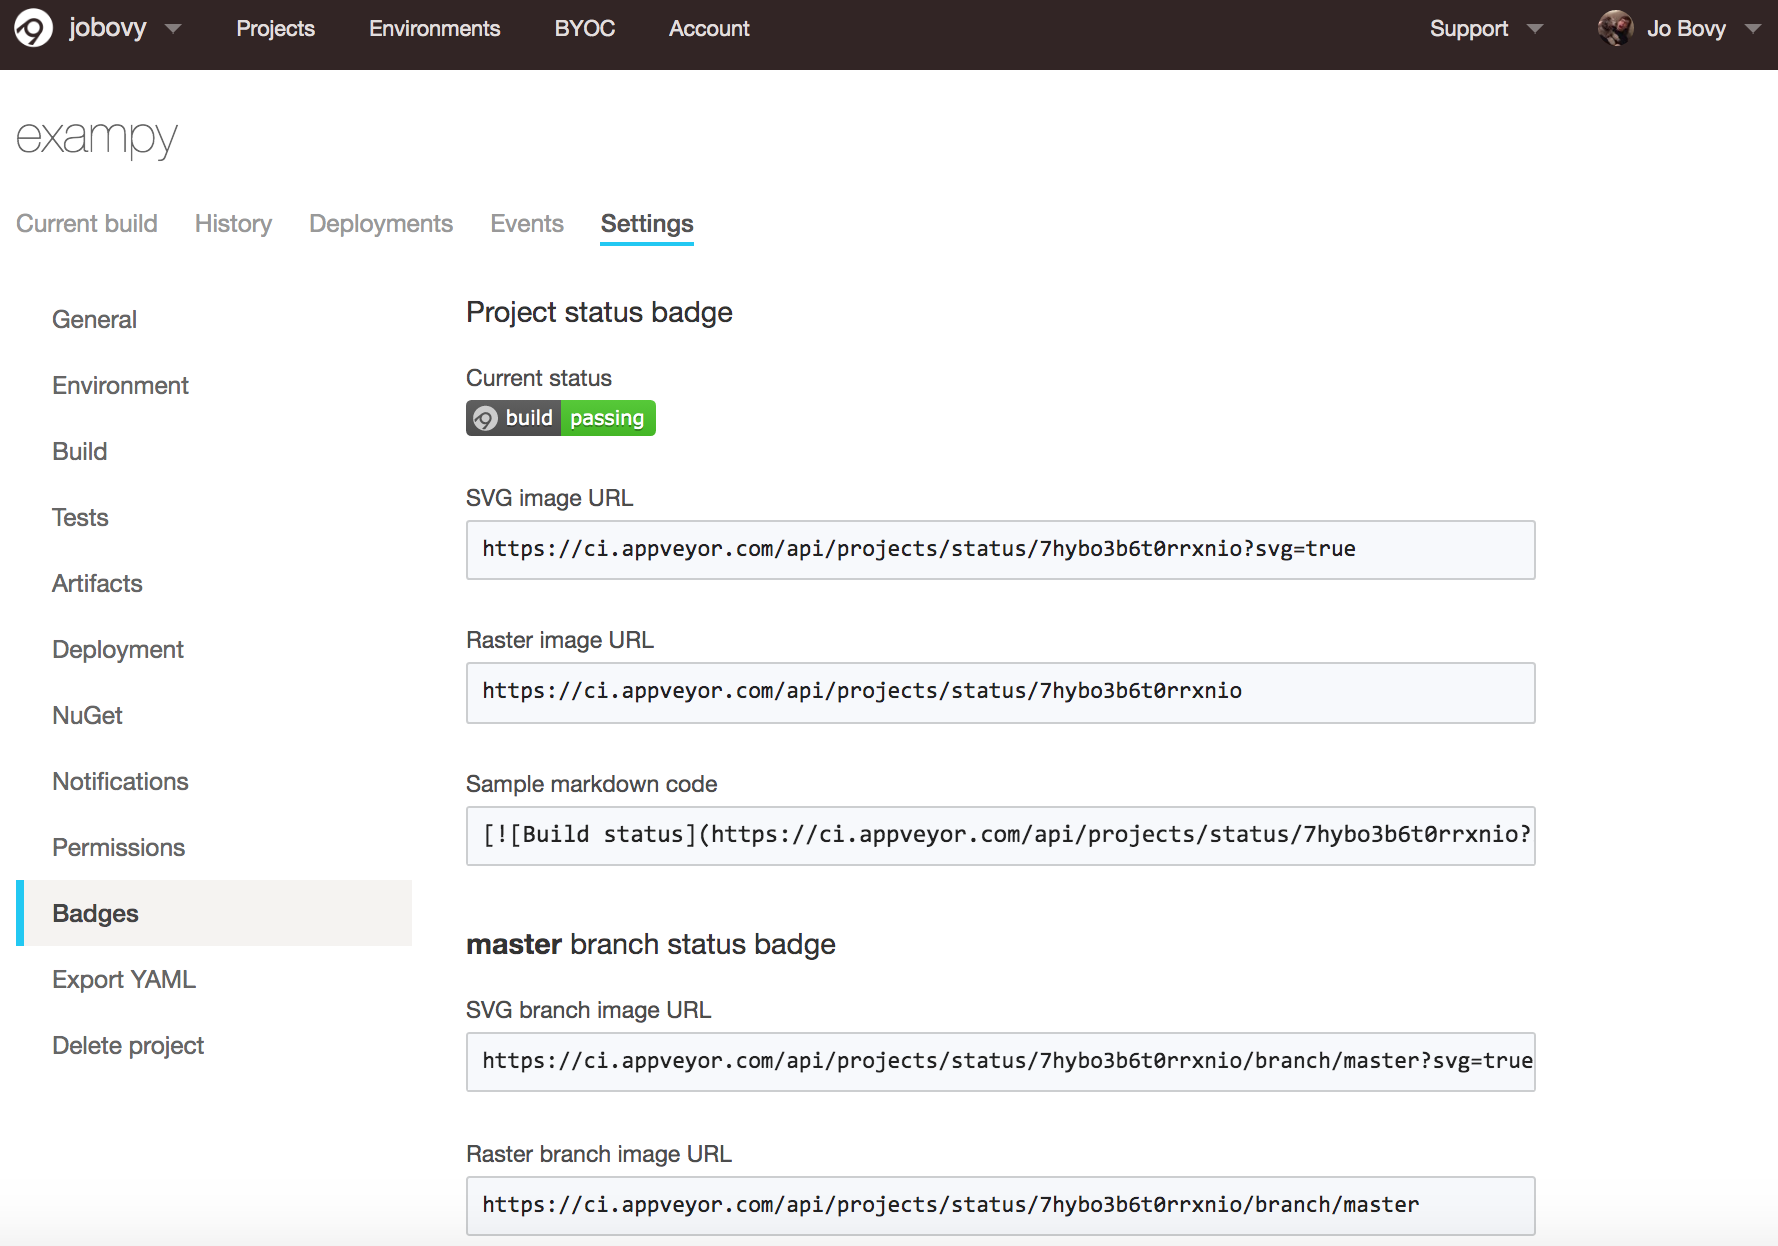 jobovy Projects Environments BYOC Account Support Jo Bovy
exampy
Current build History Deployments Events Settings
General
Environment
Build
Tests
Artifacts
Deployment
NuGet
Notifications
Permissions
Badges
Export YAML
Delete project
Project status badge
Current status
build passing
SVG image URL
https://ci.appveyor.com/api/projects/status/7hybo3b6t0rrxnio?svg=true
Raster image URL
https://ci.appveyor.com/api/projects/status/7hybo3b6t0rrxnio
Sample markdown code
[![Build status](https://ci.appveyor.com/api/projects/status/7hybo3b6t0rrxnio?
master branch status badge
SVG branch image URL
https://ci.appveyor.com/api/projects/status/7hybo3b6t0rrxnio/branch/master?svg=true
Raster branch image URL
https://ci.appveyor.com/api/projects/status/7hybo3b6t0rrxnio/branch/master